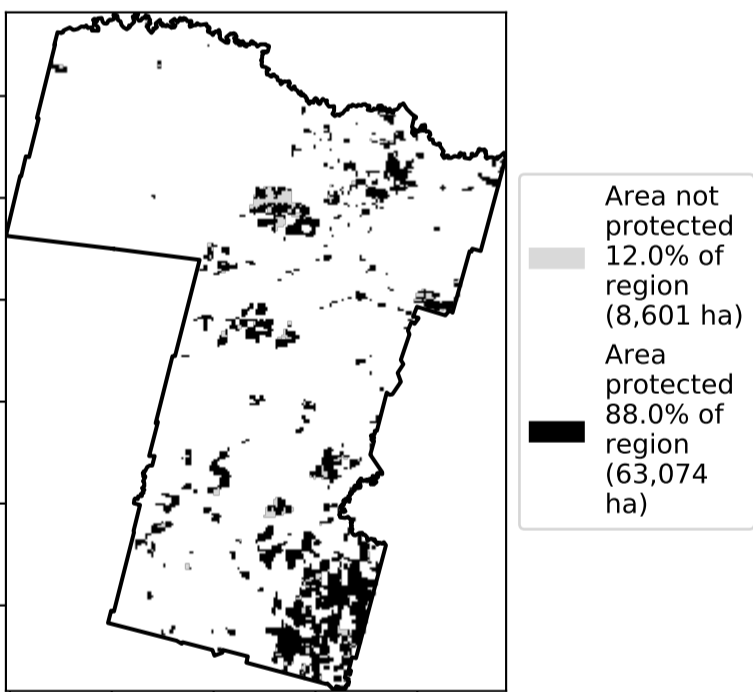 Area not
protected
12.0% of
region
(8,601 ha)
Area
protected
88.0% of
region
(63,074
ha)